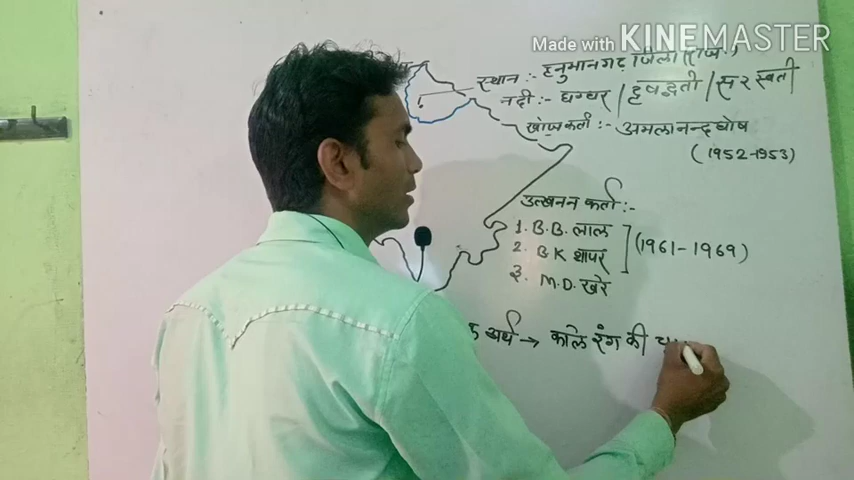 Made with KINEMASTER
स्थान :- हनुमानगढ़ जिला (राज.)
नदी :- घग्घर / दृषद्वती / सरस्वती
खोजकर्ता :- अमलानन्द घोष
(1952-1953)
उत्खनन कर्ता :-
1. B.B. लाल
2. B.K थापर
3. M.D. खरे
(1961-1969)
अर्थ → काले रंग की